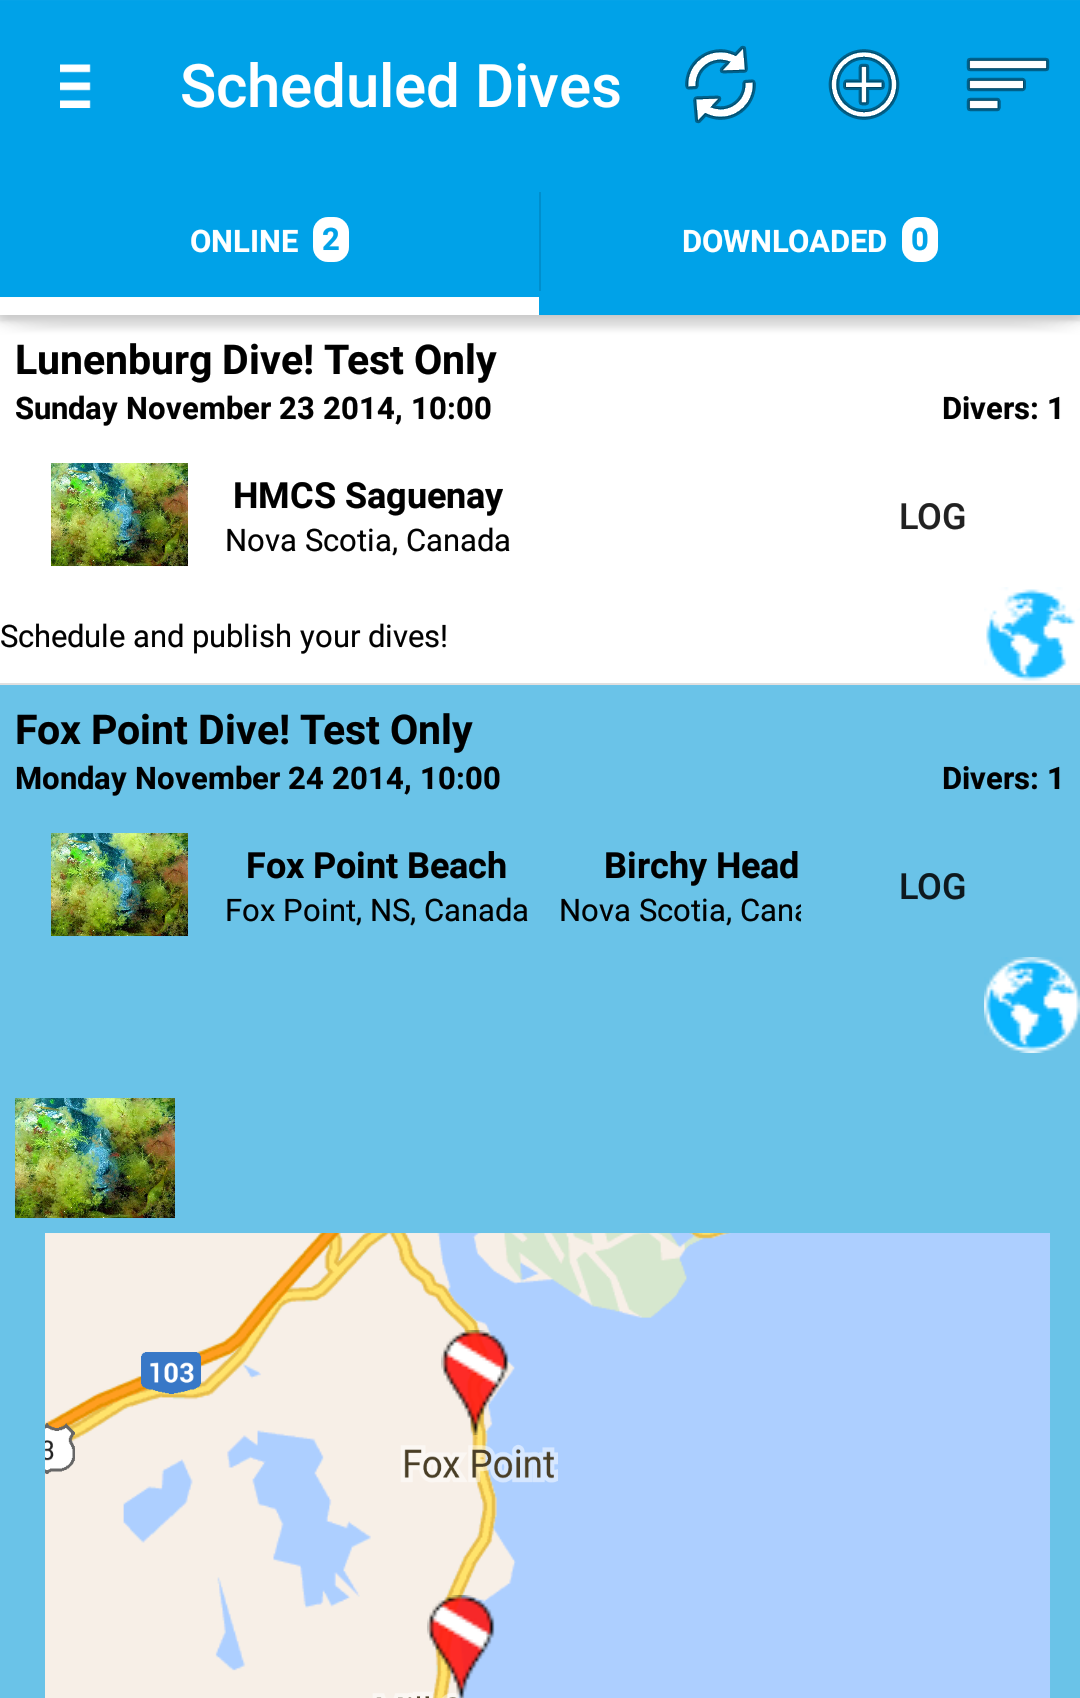 Scheduled Dives
ONLINE 2
DOWNLOADED 0
Lunenburg Dive! Test Only
Sunday November 23 2014, 10:00
Divers: 1
HMCS Saguenay
Nova Scotia, Canada
LOG
Schedule and publish your dives!
Fox Point Dive! Test Only
Monday November 24 2014, 10:00
Divers: 1
Fox Point Beach
Birchy Head
Fox Point, NS, Canada
Nova Scotia, Cana
LOG
103
3
Fox Point